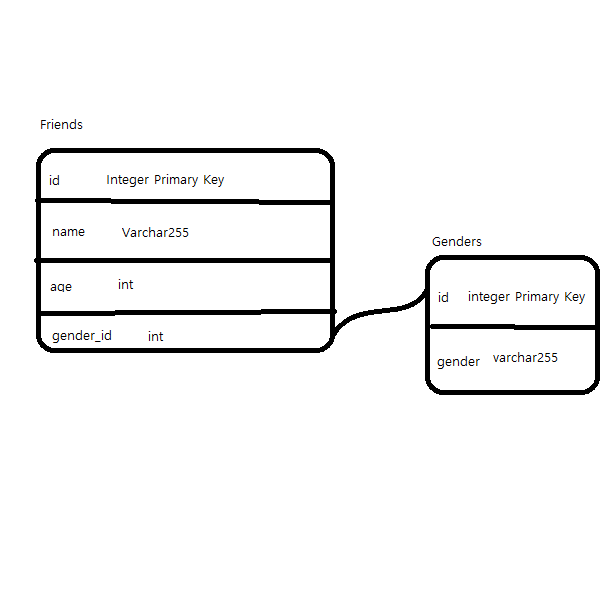 Friends
id Integer Primary Key
name Varchar255
age int
gender_id int
Genders
id integer Primary Key
gender varchar255